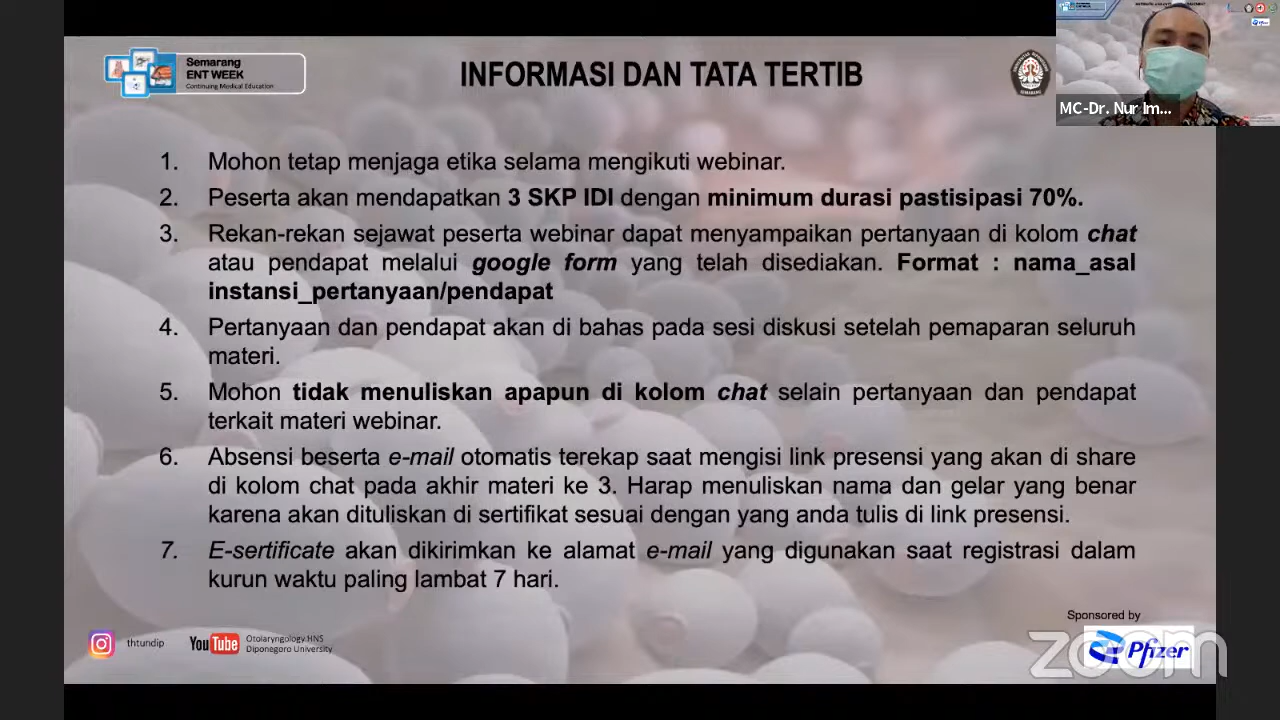 Semarang
ENT WEEK
Continuing Medical Education
INFORMASI DAN TATA TERTIB
MC-Dr. Nur Im...
1. Mohon tetap menjaga etika selama mengikuti webinar.
2. Peserta akan mendapatkan 3 SKP IDI dengan minimum durasi pastisipasi 70%.
3. Rekan-rekan sejawat peserta webinar dapat menyampaikan pertanyaan di kolom chat
atau pendapat melalui google form yang telah disediakan. Format : nama_asal
instansi_pertanyaan/pendapat
4. Pertanyaan dan pendapat akan di bahas pada sesi diskusi setelah pemaparan seluruh
materi.
5. Mohon tidak menuliskan apapun di kolom chat selain pertanyaan dan pendapat
terkait materi webinar.
6. Absensi beserta e-mail otomatis terekap saat mengisi link presensi yang akan di share
di kolom chat pada akhir materi ke 3. Harap menuliskan nama dan gelar yang benar
karena akan dituliskan di sertifikat sesuai dengan yang anda tulis di link presensi.
7. E-sertificate akan dikirimkan ke alamat e-mail yang digunakan saat registrasi dalam
kurun waktu paling lambat 7 hari.
Sponsored by
thtundip
YouTube
Otolaryngology HNS
Diponegoro University
Pfizer
zoom